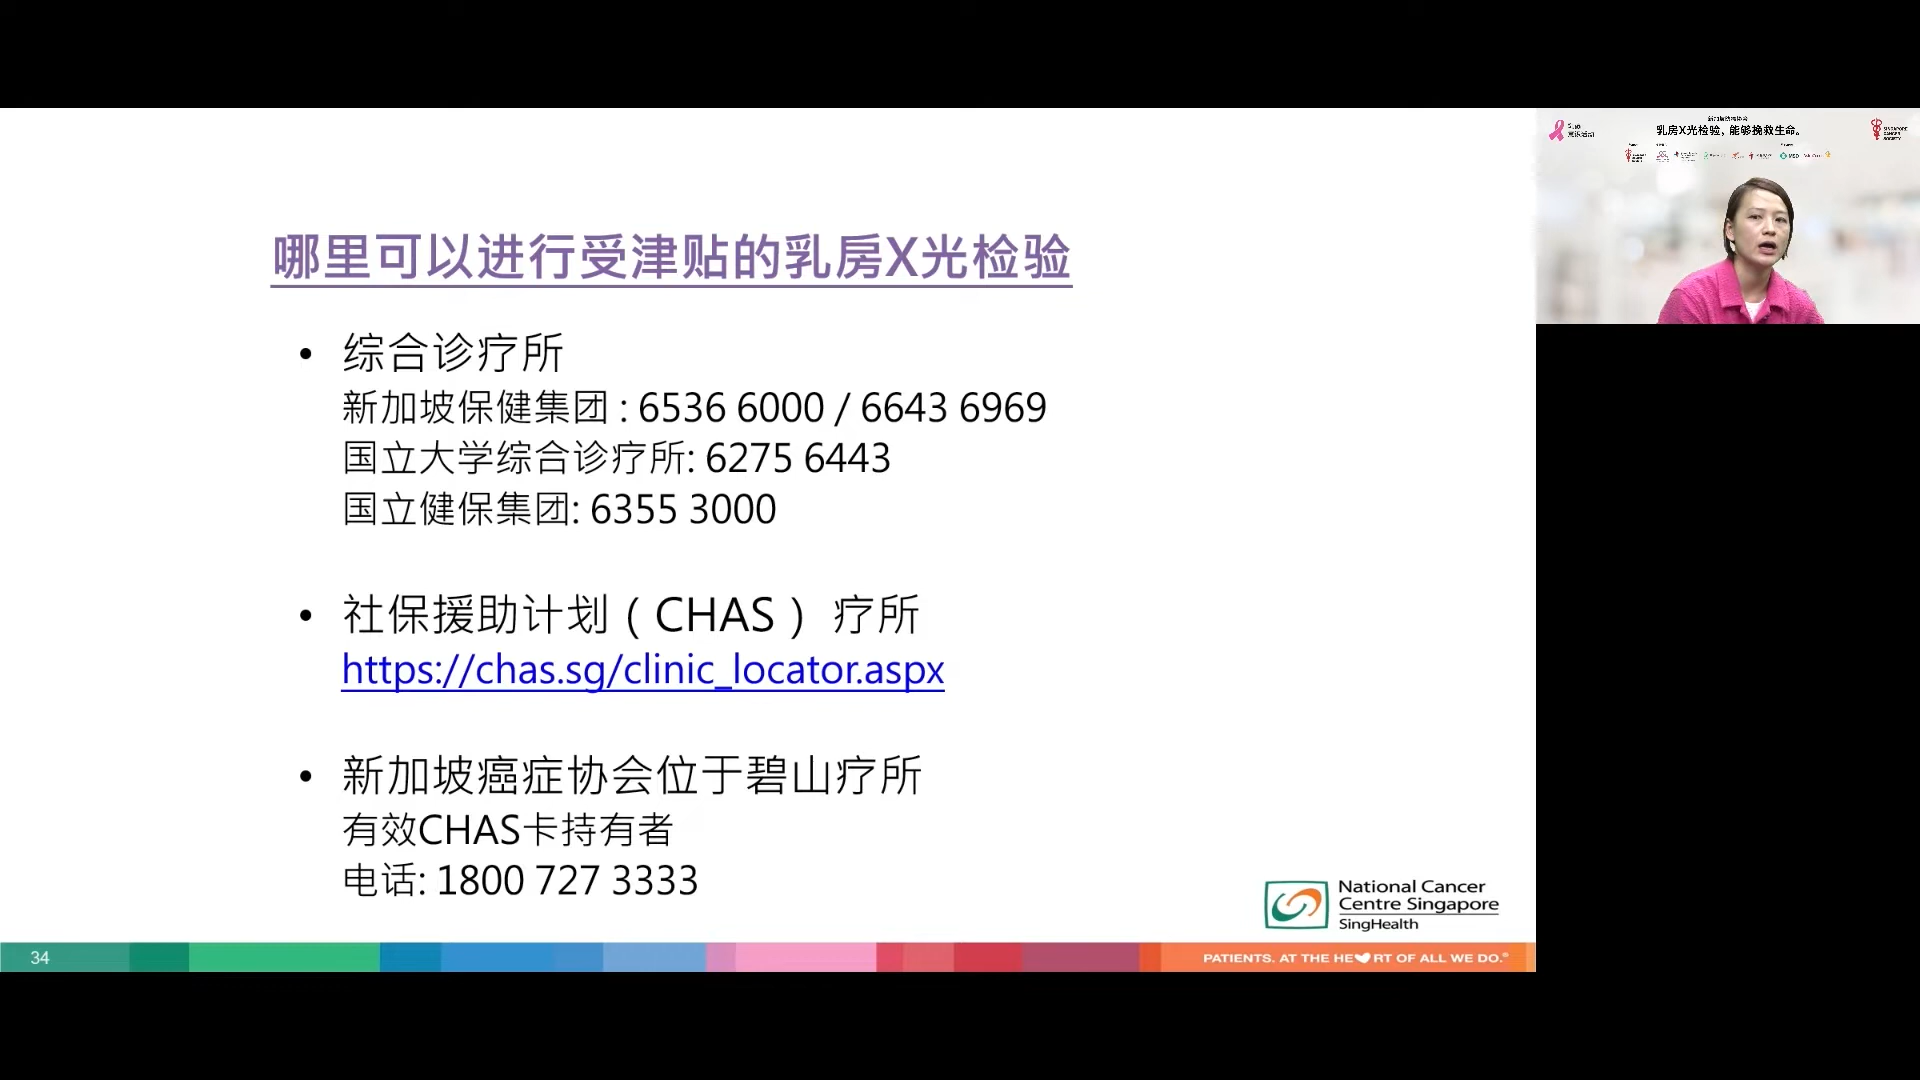 哪里可以进行受津贴的乳房X光检验
• 综合诊疗所
新加坡保健集团 : 6536 6000 / 6643 6969
国立大学综合诊疗所: 6275 6443
国立健保集团: 6355 3000
• 社保援助计划（CHAS） 疗所
https://chas.sg/clinic_locator.aspx
• 新加坡癌症协会位于碧山疗所
有效CHAS卡持有者
电话: 1800 727 3333
National Cancer
Centre Singapore
SingHealth
34
PATIENTS. AT THE HE RT OF ALL WE DO.®
乳房X光检验，能够挽救生命。
SINGAPORE
CANCER
SOCIETY
MSD